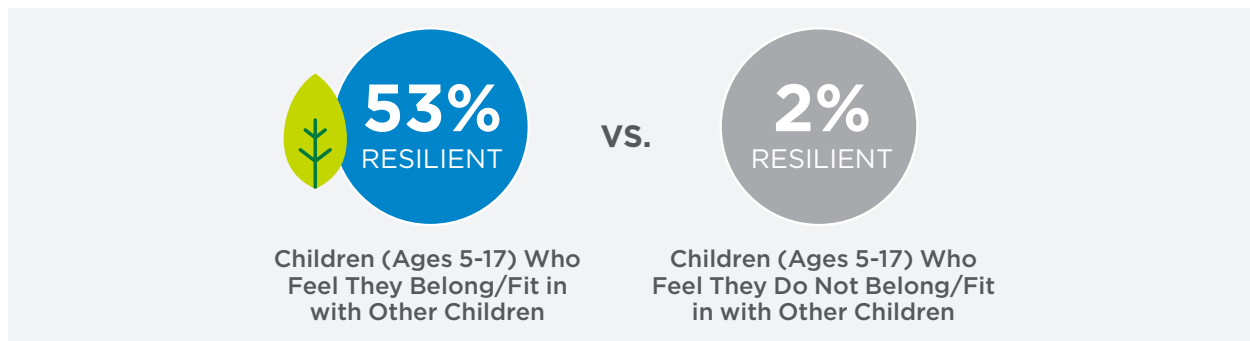 53%
RESILIENT
vs.
2%
RESILIENT
Children (Ages 5-17) Who
Feel They Belong/Fit in
with Other Children
Children (Ages 5-17) Who
Feel They Do Not Belong/Fit
in with Other Children